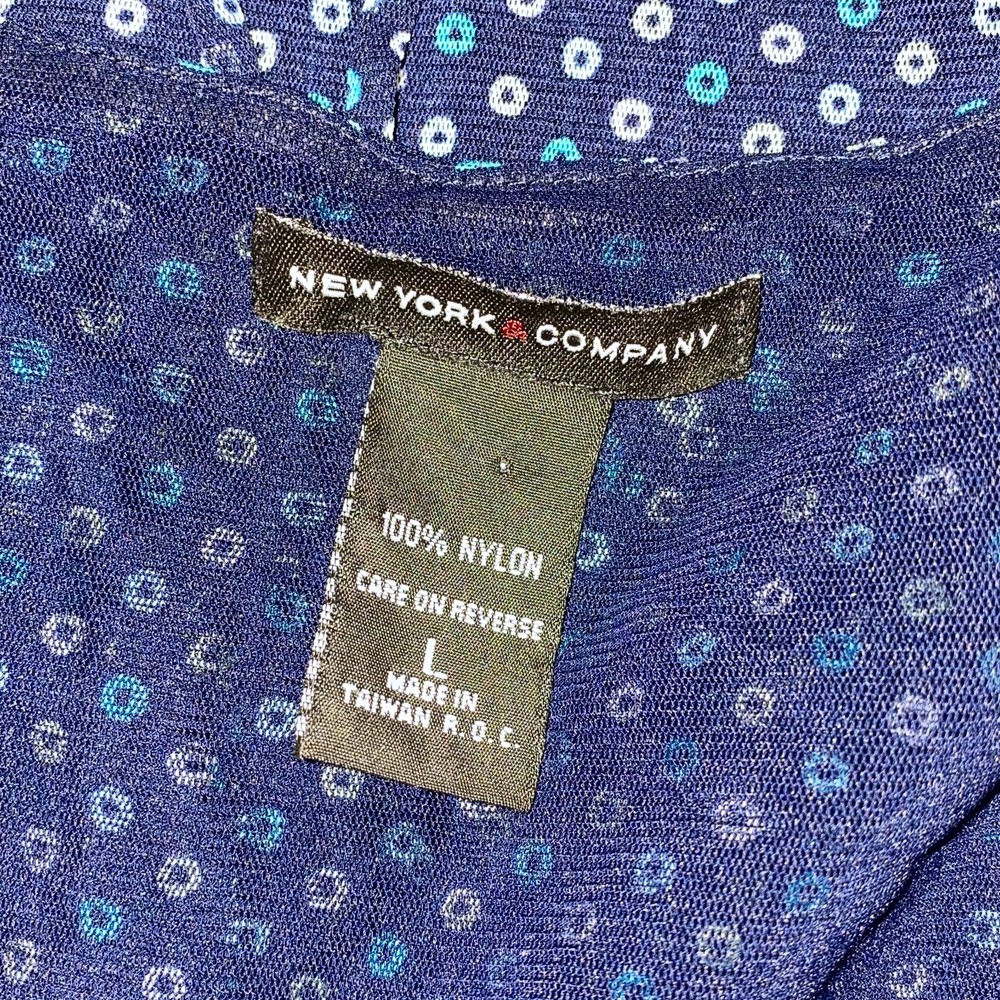 NEW YORK & COMPANY
100% NYLON
CARE ON REVERSE
L
MADE IN
TAIWAN R.O.C.